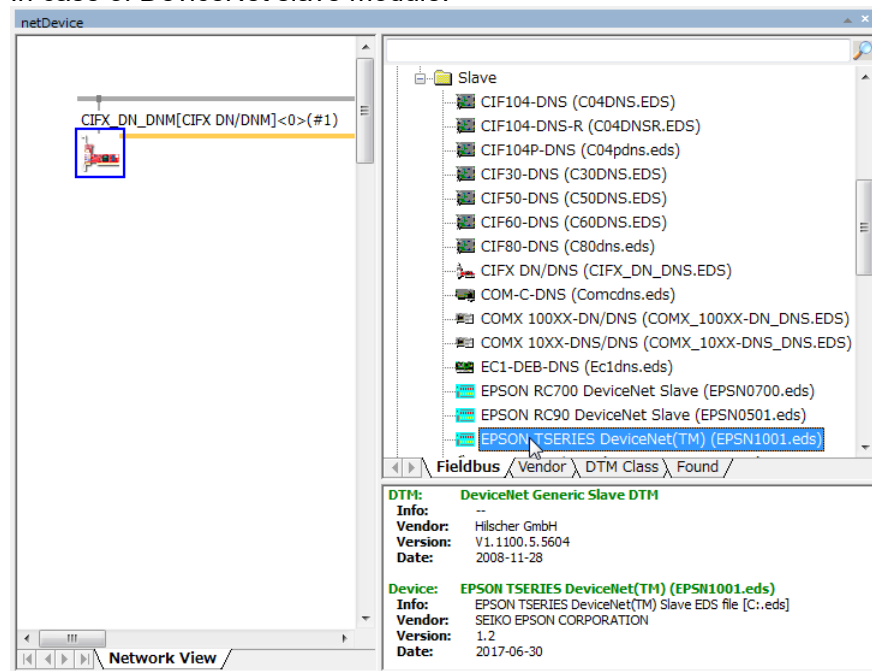 In case of DeviceNet slave module:
netDevice
CIFX_DN_DNM[CIFX DN/DNM]<0>(#1)
Network View
Slave
CIF104-DNS (C04DNS.EDS)
CIF104-DNS-R (C04DNSR.EDS)
CIF104P-DNS (C04pdns.eds)
CIF30-DNS (C30DNS.EDS)
CIF50-DNS (C50DNS.EDS)
CIF60-DNS (C60DNS.EDS)
CIF80-DNS (C80dns.eds)
CIFX DN/DNS (CIFX_DN_DNS.EDS)
COM-C-DNS (Comcdns.eds)
COMX 100XX-DN/DNS (COMX_100XX-DN_DNS.EDS)
COMX 10XX-DNS/DNS (COMX_10XX-DNS_DNS.EDS)
EC1-DEB-DNS (Ec1dns.eds)
EPSON RC700 DeviceNet Slave (EPSN0700.eds)
EPSON RC90 DeviceNet Slave (EPSN0501.eds)
EPSON TSERIES DeviceNet(TM) (EPSN1001.eds)
Fieldbus Vendor DTM Class Found
DTM: DeviceNet Generic Slave DTM
Info: --
Vendor: Hilscher GmbH
Version: V1.1100.5.5604
Date: 2008-11-28
Device: EPSON TSERIES DeviceNet(TM) (EPSN1001.eds)
Info: EPSON TSERIES DeviceNet(TM) Slave EDS file [C:.eds]
Vendor: SEIKO EPSON CORPORATION
Version: 1.2
Date: 2017-06-30